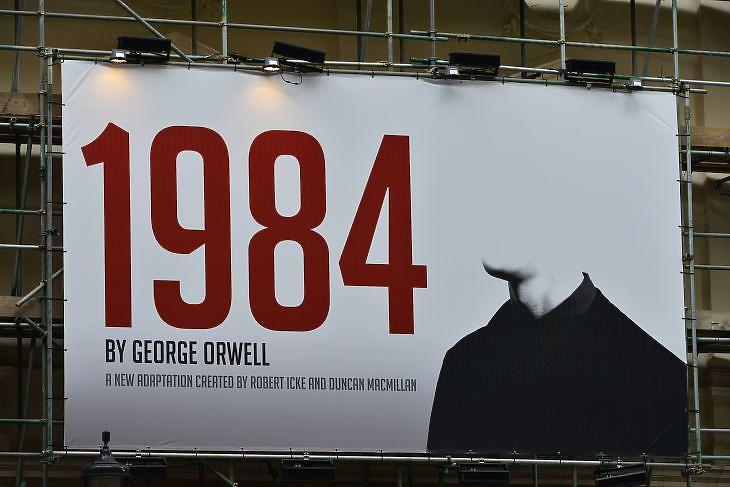 1984
BY GEORGE ORWELL
A NEW ADAPTATION CREATED BY ROBERT ICKE AND DUNCAN MACMILLAN